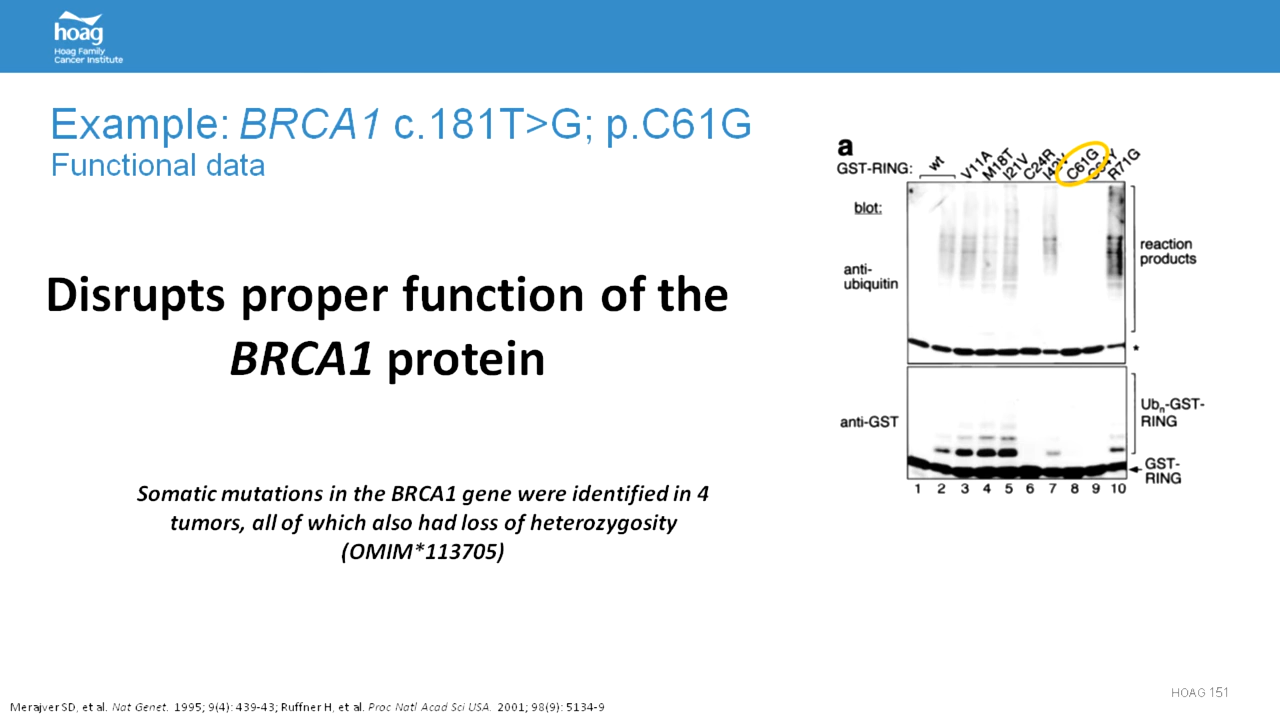 hoag
Hoag Family
Cancer Institute
Example: BRCA1 c.181T>G; p.C61G
Functional data
Disrupts proper function of the
BRCA1 protein
Somatic mutations in the BRCA1 gene were identified in 4
tumors, all of which also had loss of heterozygosity
(OMIM*113705)
a
GST-RING: wt V11A M18T I21V C24R I42V C61G C64Y R71G
blot:
anti-
ubiquitin
reaction
products
*
anti-GST
Ubn-GST-
RING
GST-
RING
1 2 3 4 5 6 7 8 9 10
HOAG 151
Merajver SD, et al. Nat Genet. 1995; 9(4): 439-43; Ruffner H, et al. Proc Natl Acad Sci USA. 2001; 98(9): 5134-9